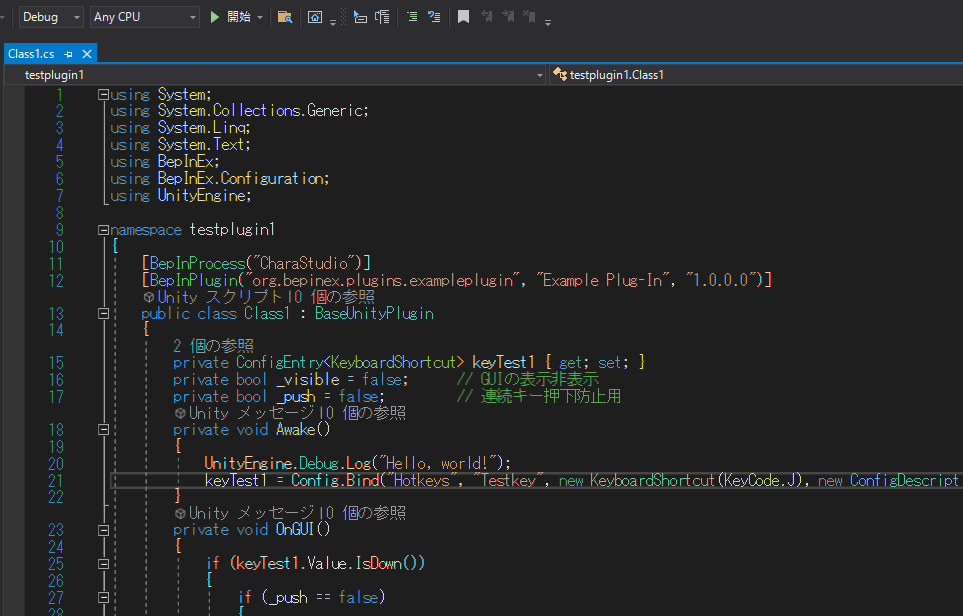 Debug Any CPU 開始
Class1.cs
testplugin1 testplugin1.Class1
1 using System;
2 using System.Collections.Generic;
3 using System.Linq;
4 using System.Text;
5 using BepInEx;
6 using BepInEx.Configuration;
7 using UnityEngine;
8
9 namespace testplugin1
10 {
11 [BepInProcess("CharaStudio")]
12 [BepInPlugin("org.bepinex.plugins.exampleplugin", "Example Plug-In", "1.0.0.0")]
Unity スクリプト|0 個の参照
13 public class Class1 : BaseUnityPlugin
14 {
2 個の参照
15 private ConfigEntry<KeyboardShortcut> keyTest1 { get; set; }
16 private bool _visible = false; // GUIの表示非表示
17 private bool _push = false; // 連続キー押下防止用
Unity メッセージ|0 個の参照
18 private void Awake()
19 {
20 UnityEngine.Debug.Log("Hello, world!");
21 keyTest1 = Config.Bind("Hotkeys", "Testkey", new KeyboardShortcut(KeyCode.J), new ConfigDescript
22 }
Unity メッセージ|0 個の参照
23 private void OnGUI()
24 {
25 if (keyTest1.Value.IsDown())
26 {
27 if (_push == false)
28 {